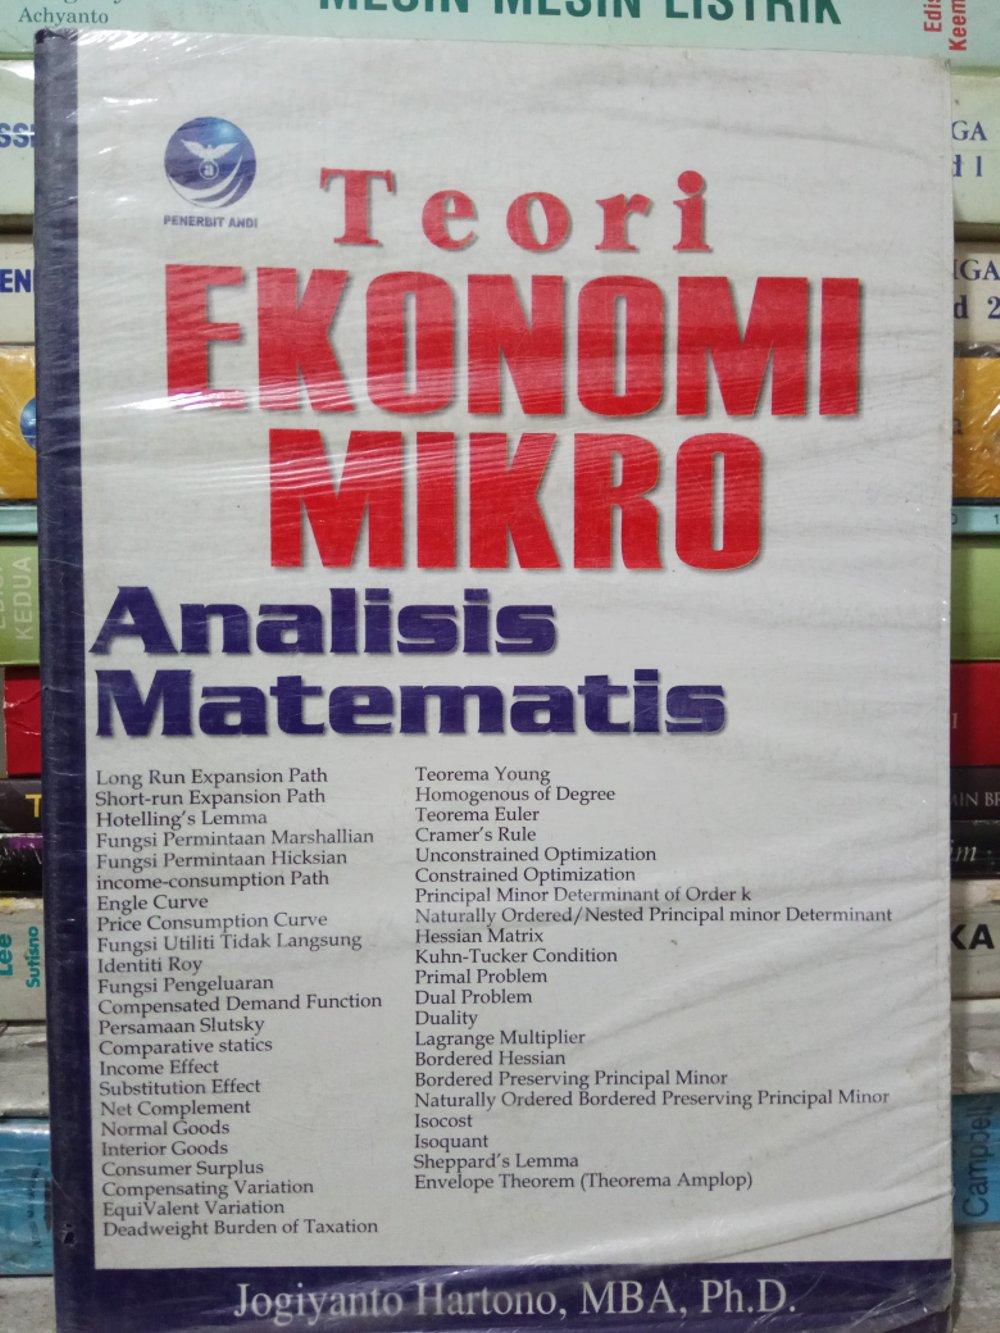 Achyanto
MESIN MESIN LISTRIK
PENERBIT ANDI
Teori
EKONOMI
MIKRO
Analisis
Matematis
Long Run Expansion Path
Short-run Expansion Path
Hotelling's Lemma
Fungsi Permintaan Marshallian
Fungsi Permintaan Hicksian
income-consumption Path
Engle Curve
Price Consumption Curve
Fungsi Utiliti Tidak Langsung
Identiti Roy
Fungsi Pengeluaran
Compensated Demand Function
Persamaan Slutsky
Comparative statics
Income Effect
Substitution Effect
Net Complement
Normal Goods
Interior Goods
Consumer Surplus
Compensating Variation
EquiValent Variation
Deadweight Burden of Taxation
Teorema Young
Homogenous of Degree
Teorema Euler
Cramer's Rule
Unconstrained Optimization
Constrained Optimization
Principal Minor Determinant of Order k
Naturally Ordered/Nested Principal minor Determinant
Hessian Matrix
Kuhn-Tucker Condition
Primal Problem
Dual Problem
Duality
Lagrange Multiplier
Bordered Hessian
Bordered Preserving Principal Minor
Naturally Ordered Bordered Preserving Principal Minor
Isocost
Isoquant
Sheppard's Lemma
Envelope Theorem (Theorema Amplop)
Jogiyanto Hartono, MBA, Ph.D.
KEDUA
Lee
Sutisno
Campbell